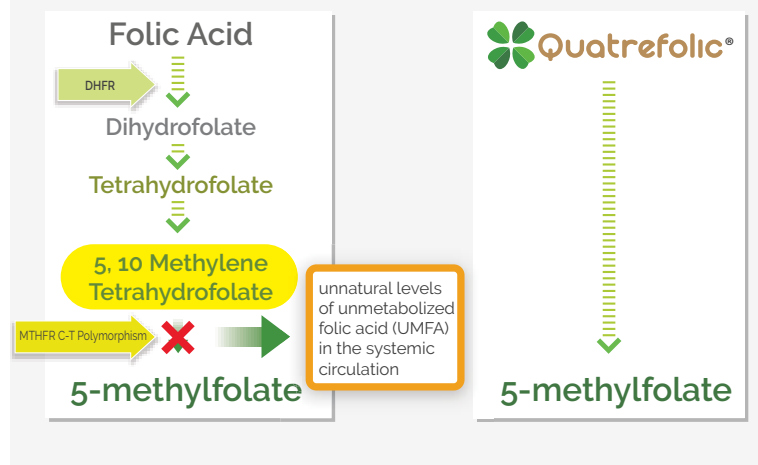 Folic Acid
DHFR
Dihydrofolate
Tetrahydrofolate
5, 10 Methylene
Tetrahydrofolate
MTHFR C-T Polymorphism
unnatural levels
of unmetabolized
folic acid (UMFA)
in the systemic
circulation
5-methylfolate
Quatrefolic®
5-methylfolate